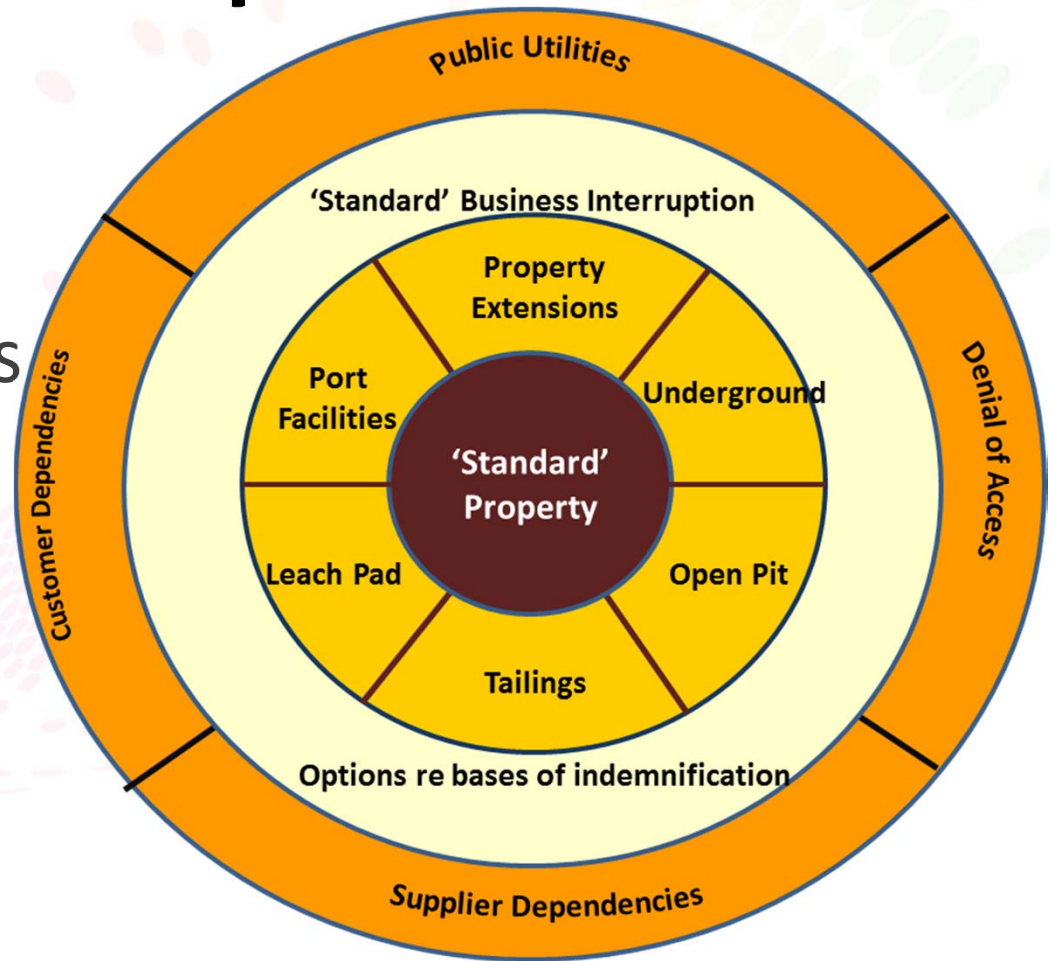 Public Utilities
‘Standard’ Business Interruption
Property
Extensions
Port
Facilities
Underground
s
Customer Dependencies
Denial of Access
‘Standard’
Property
Leach Pad
Open Pit
Tailings
Options re bases of indemnification
Supplier Dependencies